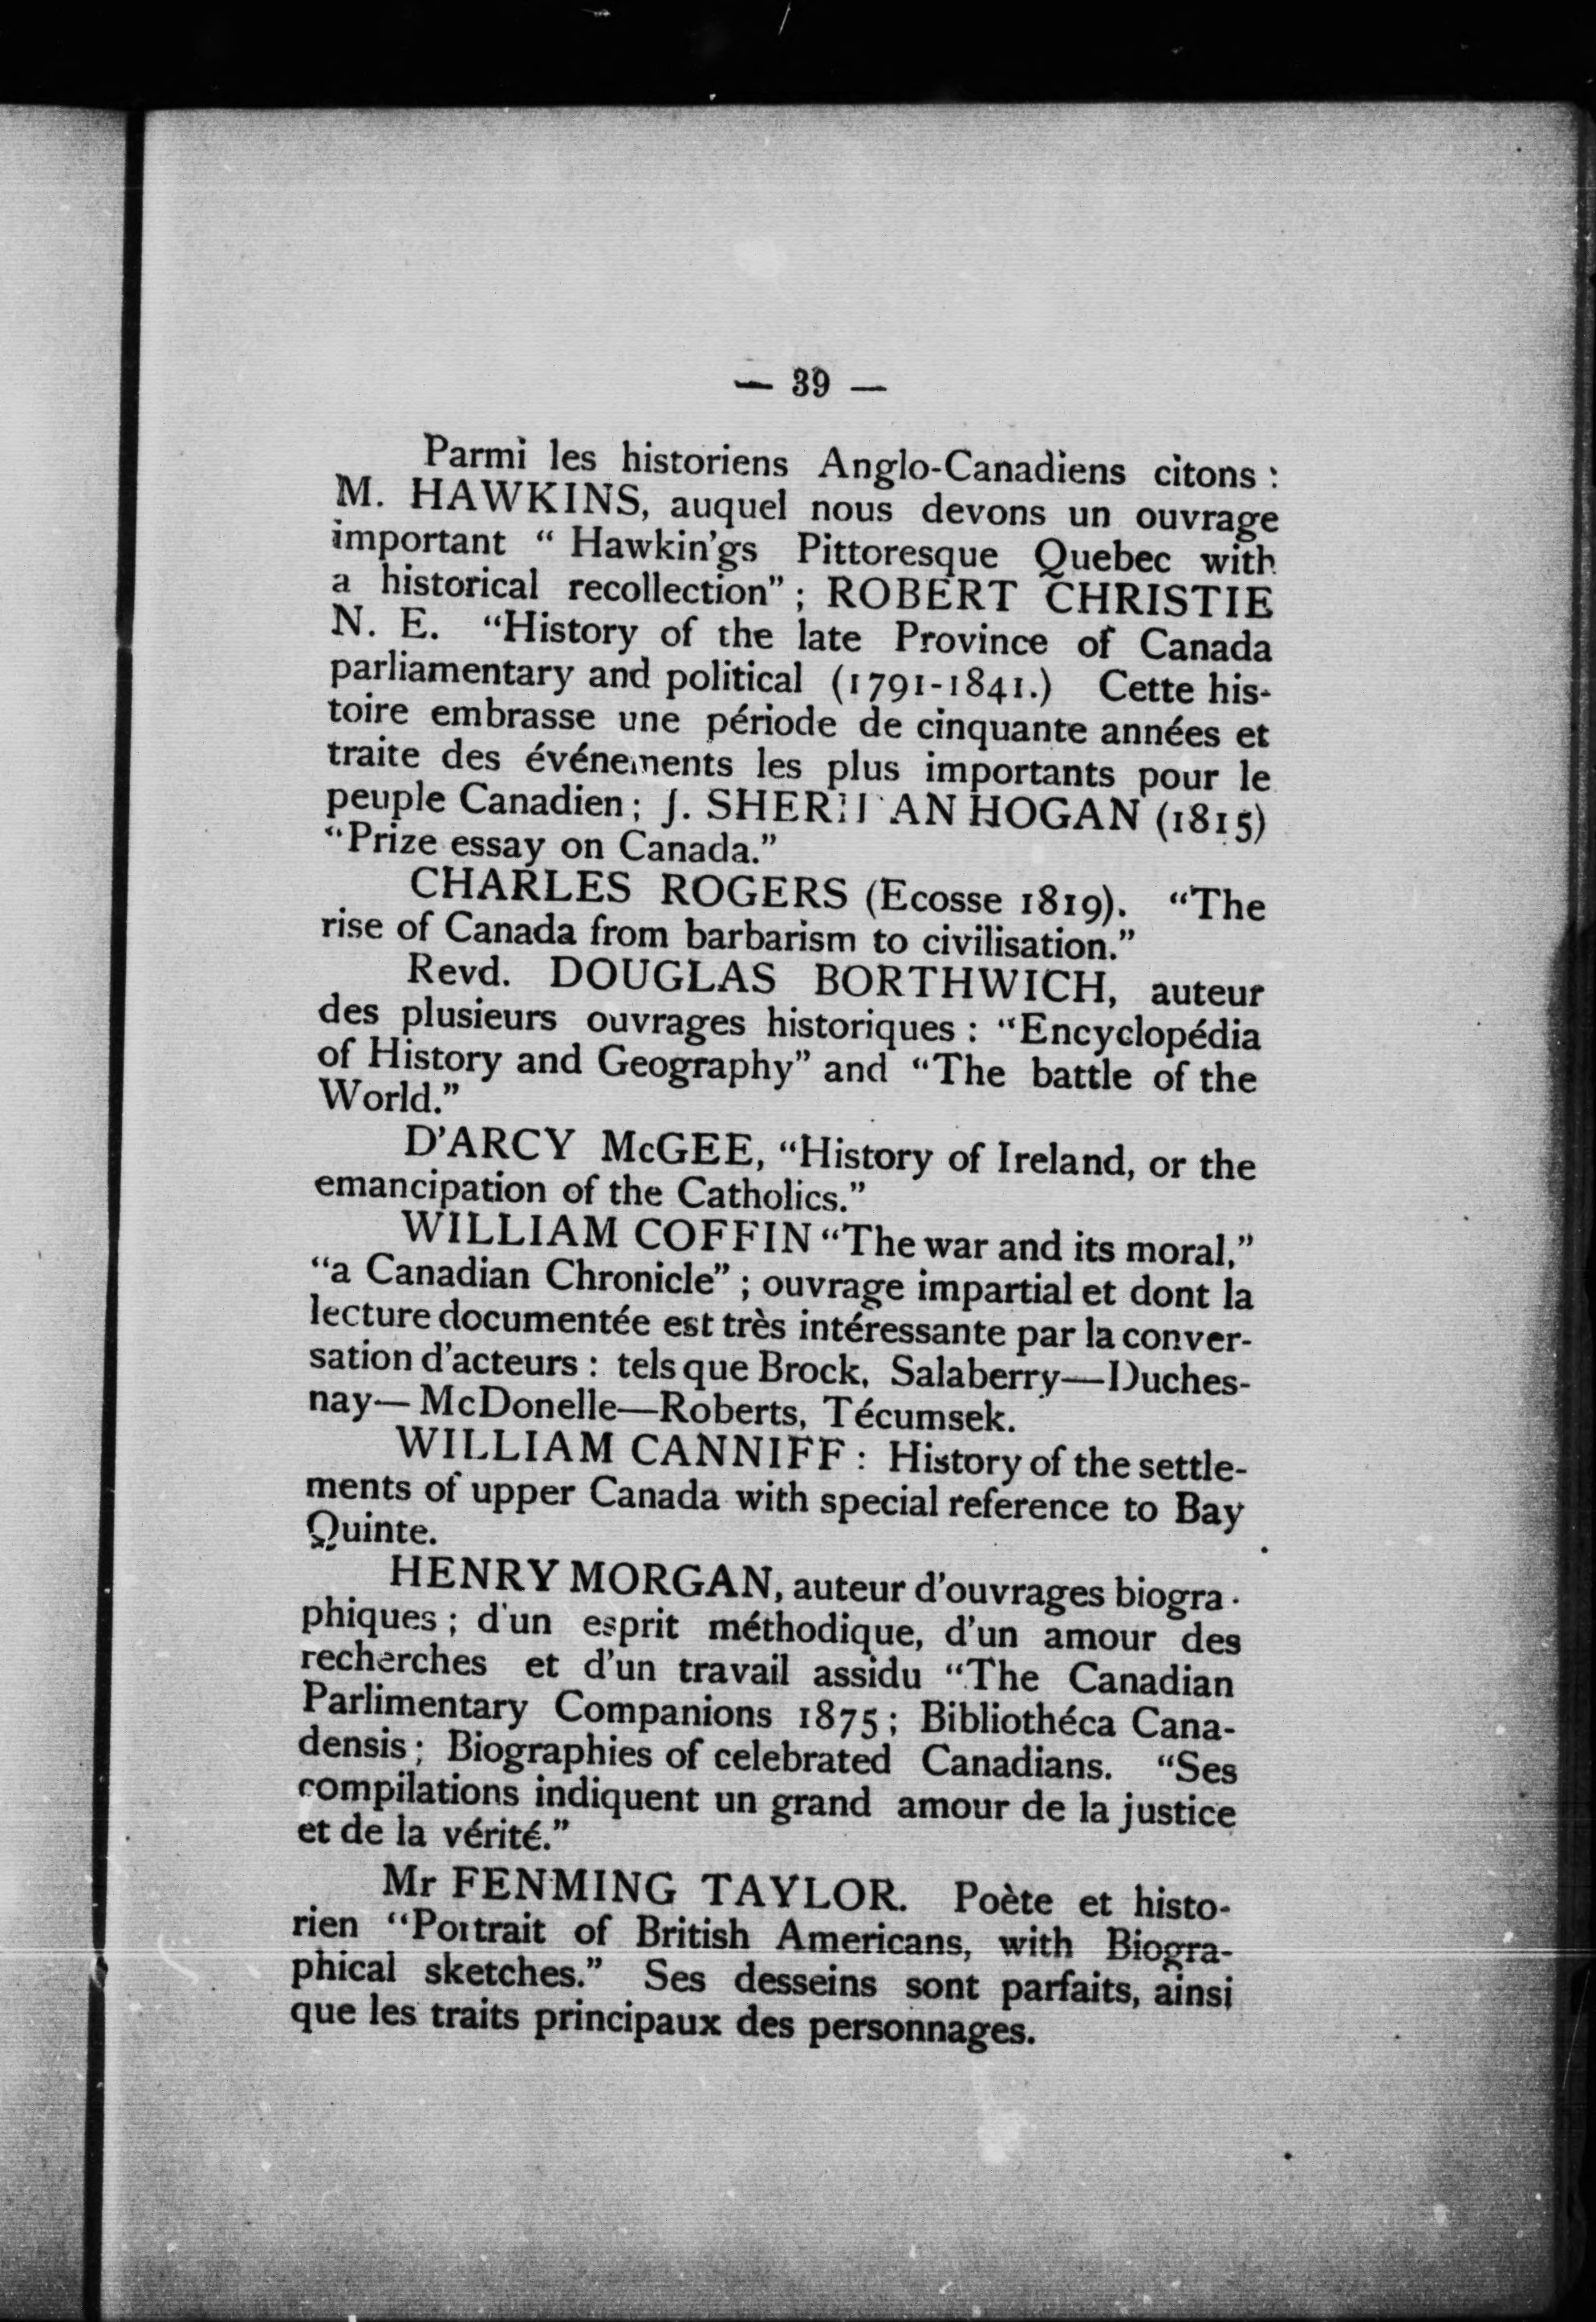 — 39 —
Parmi les historiens Anglo-Canadiens citons :
M. HAWKINS, auquel nous devons un ouvrage
important “ Hawkin’gs Pittoresque Quebec with
a historical recollection” ; ROBERT CHRISTIE
N. E. “History of the late Province of Canada
parliamentary and political (1791-1841.) Cette his-
toire embrasse une période de cinquante années et
traite des événements les plus importants pour le
peuple Canadien ; J. HOGAN (1815)
“Prize essay on Canada.”
CHARLES ROGERS (Ecosse 1819). “The
rise of Canada from barbarism to civilisation.”
Revd. DOUGLAS BORTHWICH, auteur
des plusieurs ouvrages historiques : “Encyclopédia
of History and Geography” and “The battle of the
World.”
D’ARCY McGEE, “History of Ireland, or the
emancipation of the Catholics.”
WILLIAM COFFIN “The war and its moral,”
“a Canadian Chronicle” ; ouvrage impartial et dont la
lecture documentée est très intéressante par la conver-
sation d’acteurs : tels que Brock, Salaberry—Duches-
nay—McDonelle—Roberts, Técumsek.
WILLIAM CANNIFF : History of the settle-
ments of upper Canada with special reference to Bay
Quinte.
HENRY MORGAN, auteur d’ouvrages biogra-
phiques ; d’un esprit méthodique, d’un amour des
recherches et d’un travail assidu “The Canadian
Parlimentary Companions 1875 ; Bibliothéca Cana-
densis ; Biographies of celebrated Canadians. “Ses
compilations indiquent un grand amour de la justice
et de la vérité.”
Mr FENMING TAYLOR. Poète et histo-
rien “Portrait of British Americans, with Biogra-
phical sketches.” Ses desseins sont parfaits, ainsi
que les traits principaux des personnages.